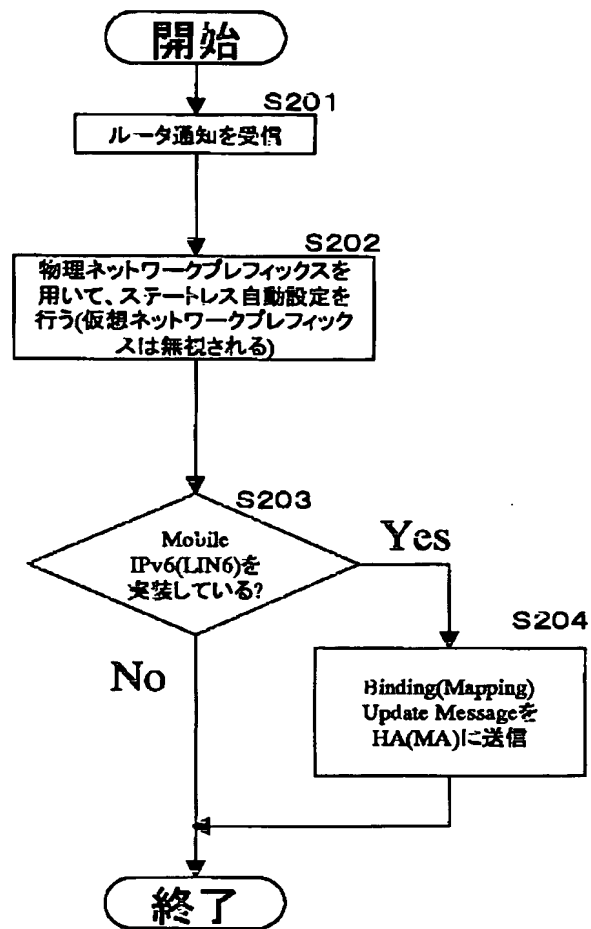 開始
S201
ルータ通知を受信
S202
物理ネットワークプレフィックスを
用いて、ステートレス自動設定を
行う(仮想ネットワークプレフィック
スは無視される)
S203
Mobile
IPv6(LIN6)を
実装している?
Yes
No
S204
Binding(Mapping)
Update Messageを
HA(MA)に送信
終了